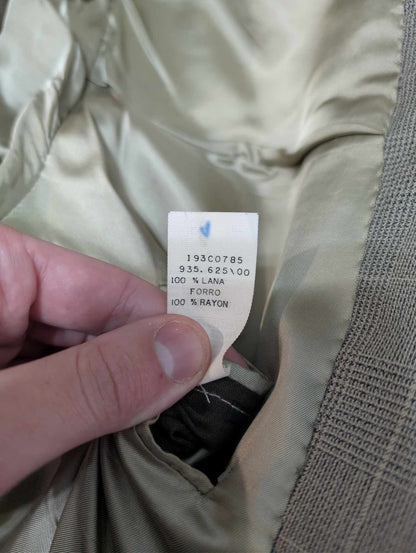 193C0785
935.625\00
100 % LANA
FORRO
100 % RAYON